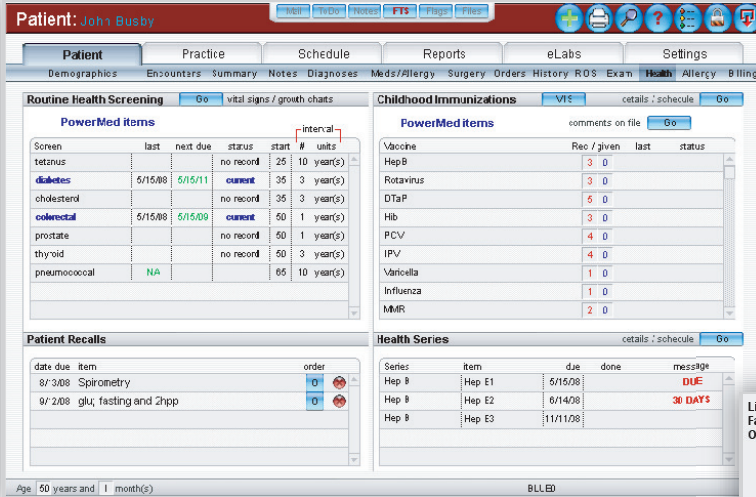 Patient: John Busby
Mail ToDo Notes FTS Flags Files
Patient Practice Schedule Reports eLabs Settings
Demographics Encounters Summary Notes Diagnoses Meds/Allergy Surgery Orders History ROS Exam Health Allergy Billing
Routine Health Screening Go vital signs / growth charts
PowerMed items
interval
Screen last next due status start # units
tetanus no record 25 10 year(s)
diabetes 5/15/08 5/15/11 current 35 3 year(s)
cholesterol no record 35 3 year(s)
colorectal 5/15/08 5/15/09 current 50 1 year(s)
prostate no record 50 1 year(s)
thyroid no record 50 3 year(s)
pneumococcal NA 65 10 year(s)
Childhood Immunizations VIS details / schecule Go
PowerMed items comments on file Go
Vaccine Rec / given last status
Hep B 3 0
Rotavirus 3 0
DTaP 5 0
Hib 3 0
PCV 4 0
IPV 4 0
Varicella 1 0
Influenza 1 0
MMR 2 0
Patient Recalls
date due item order
8/13/08 Spirometry 0
9/12/08 glu; fasting and 2hpp 0
Health Series details / schecule Go
Series item due done message
Hep B Hep B1 5/15/08 DUE
Hep B Hep B2 6/14/08 30 DAYS
Hep B Hep B3 11/11/08
Age 50 years and 1 month(s)